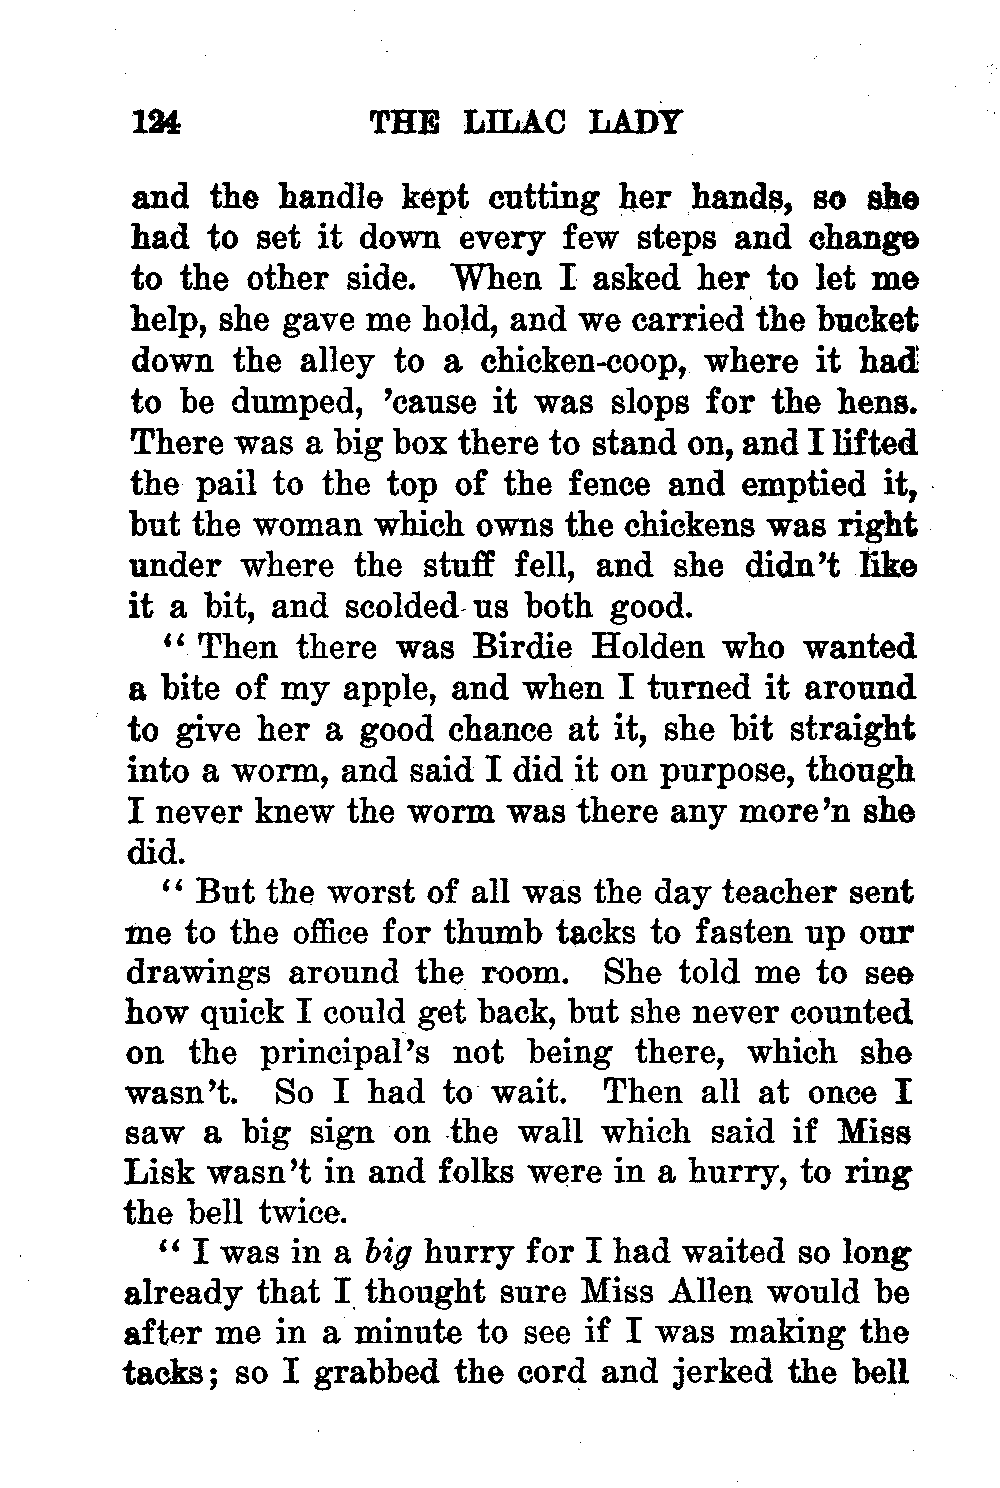 124 THE LILAC LADY
and the handle kept cutting her hands, so she
had to set it down every few steps and change
to the other side. When I asked her to let me
help, she gave me hold, and we carried the bucket
down the alley to a chicken-coop, where it had
to be dumped, ’cause it was slops for the hens.
There was a big box there to stand on, and I lifted
the pail to the top of the fence and emptied it,
but the woman which owns the chickens was right
under where the stuff fell, and she didn’t like
it a bit, and scolded us both good.
“ Then there was Birdie Holden who wanted
a bite of my apple, and when I turned it around
to give her a good chance at it, she bit straight
into a worm, and said I did it on purpose, though
I never knew the worm was there any more’n she
did.
“ But the worst of all was the day teacher sent
me to the office for thumb tacks to fasten up our
drawings around the room. She told me to see
how quick I could get back, but she never counted
on the principal’s not being there, which she
wasn’t. So I had to wait. Then all at once I
saw a big sign on the wall which said if Miss
Lisk wasn’t in and folks were in a hurry, to ring
the bell twice.
“ I was in a big hurry for I had waited so long
already that I thought sure Miss Allen would be
after me in a minute to see if I was making the
tacks; so I grabbed the cord and jerked the bell